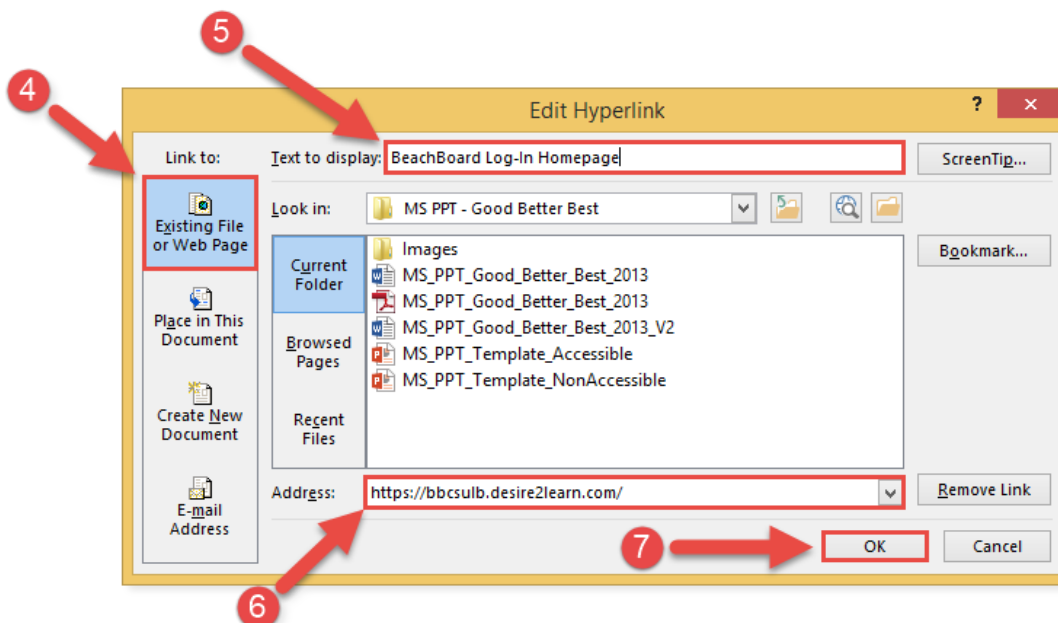 5
4
Edit Hyperlink
? ×
Link to:
Text to display: BeachBoard Log-In Homepage
ScreenTip...
Existing File
or Web Page
Look in: MS PPT - Good Better Best
Place in This
Document
Create New
Document
E-mail
Address
Current
Folder
Browsed
Pages
Recent
Files
Images
MS_PPT_Good_Better_Best_2013
MS_PPT_Good_Better_Best_2013
MS_PPT_Good_Better_Best_2013_V2
MS_PPT_Template_Accessible
MS_PPT_Template_NonAccessible
Bookmark...
Address: https://bbcsulb.desire2learn.com/
Remove Link
7
OK
Cancel
6